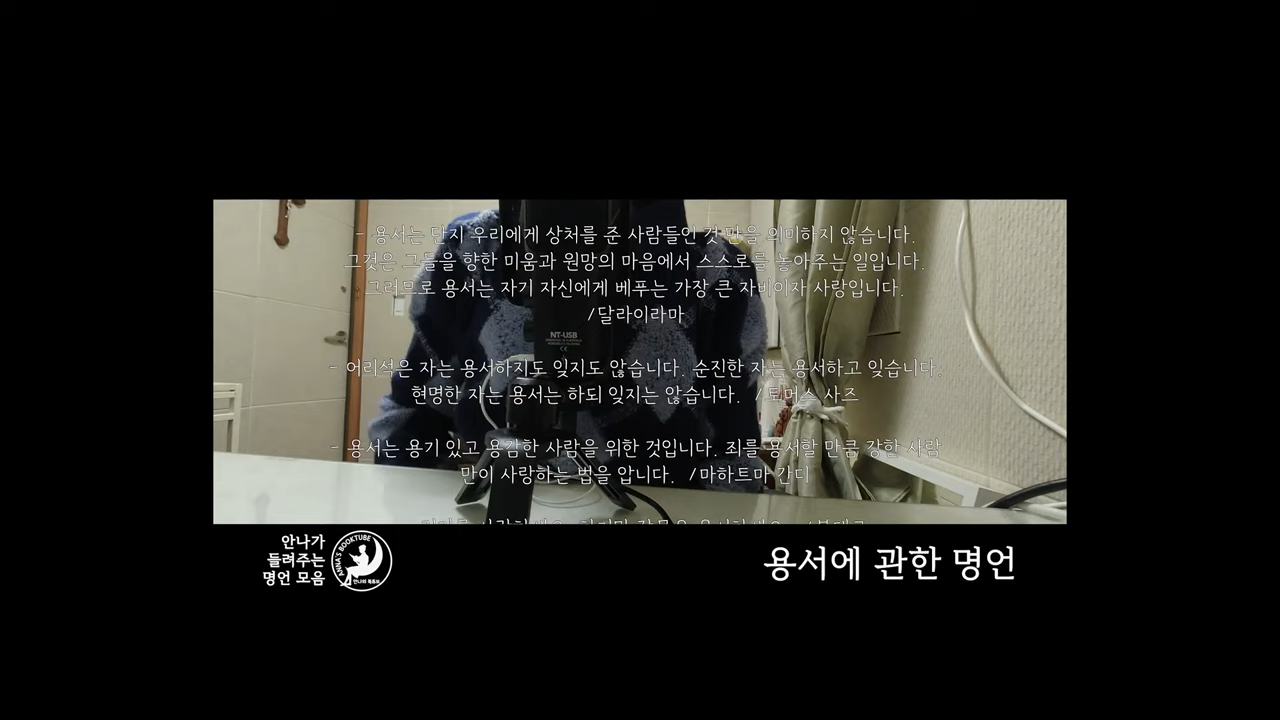 - 용서는 단지 우리에게 상처를 준 사람들인 것 만을 의미하지 않습니다.
그것은 그들을 향한 미움과 원망의 마음에서 스스로를 놓아주는 일입니다.
그러므로 용서는 자기 자신에게 베푸는 가장 큰 자비이자 사랑입니다.
/달라이라마
- 어리석은 자는 용서하지도 잊지도 않습니다. 순진한 자는 용서하고 잊습니다.
현명한 자는 용서는 하되 잊지는 않습니다. /토머스 사즈
- 용서는 용기 있고 용감한 사람을 위한 것입니다. 죄를 용서할 만큼 강한 사람
만이 사랑하는 법을 압니다. /마하트마 간디
NT-USB
안나가
들려주는
명언 모음
ANNA'S BOOKTUBE
안나의 북튜브
용서에 관한 명언